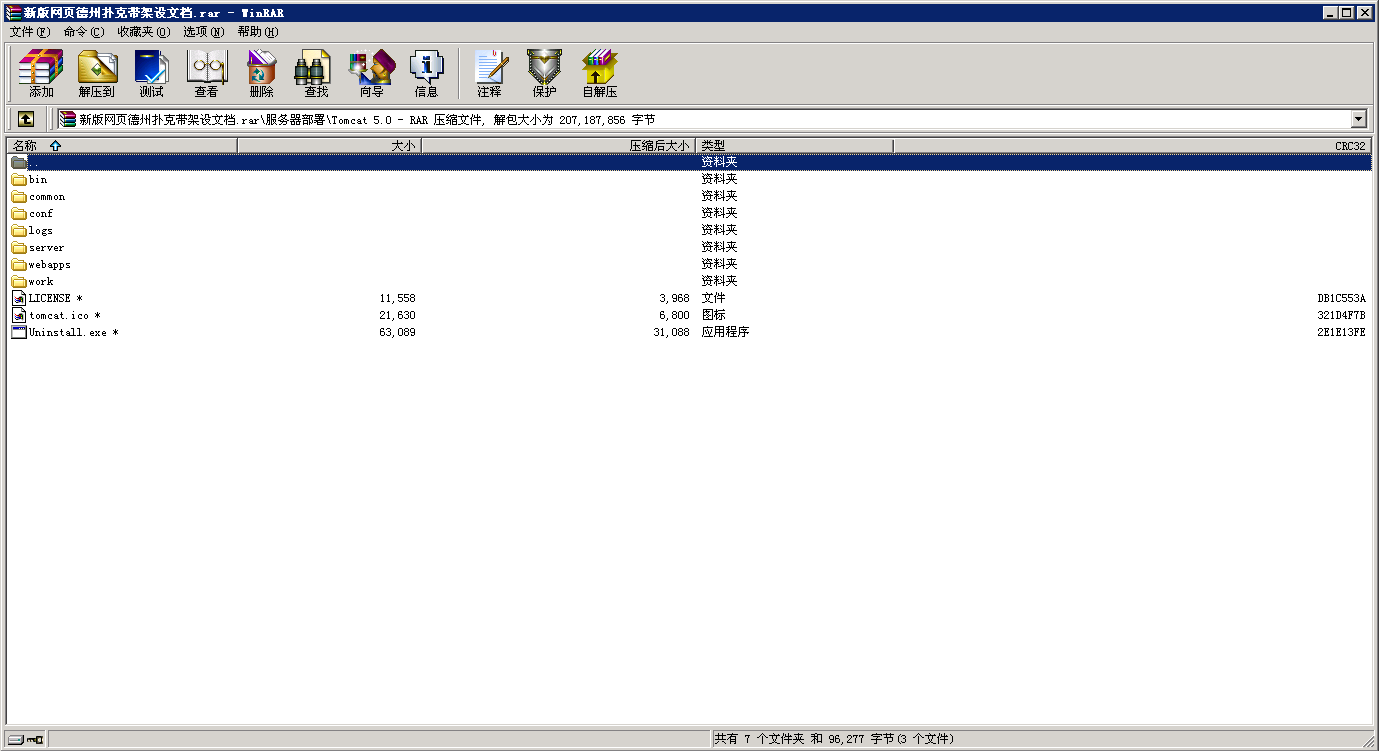 新版网页德州扑克带架设文档.rar - WinRAR
文件(F) 命令(C) 收藏夹(O) 选项(N) 帮助(H)
添加 解压到 测试 查看 删除 查找 向导 信息 注释 保护 自解压
新版网页德州扑克带架设文档.rar\服务器部署\Tomcat 5.0 - RAR 压缩文件, 解包大小为 207,187,856 字节
名称 大小 压缩后大小 类型 CRC32
.. 资料夹
bin 资料夹
common 资料夹
conf 资料夹
logs 资料夹
server 资料夹
webapps 资料夹
work 资料夹
LICENSE * 11,558 3,968 文件 DB1C553A
tomcat.ico * 21,630 6,800 图标 321D4F7B
Uninstall.exe * 63,089 31,088 应用程序 2E1E13FE
共有 7 个文件夹 和 96,277 字节(3 个文件)